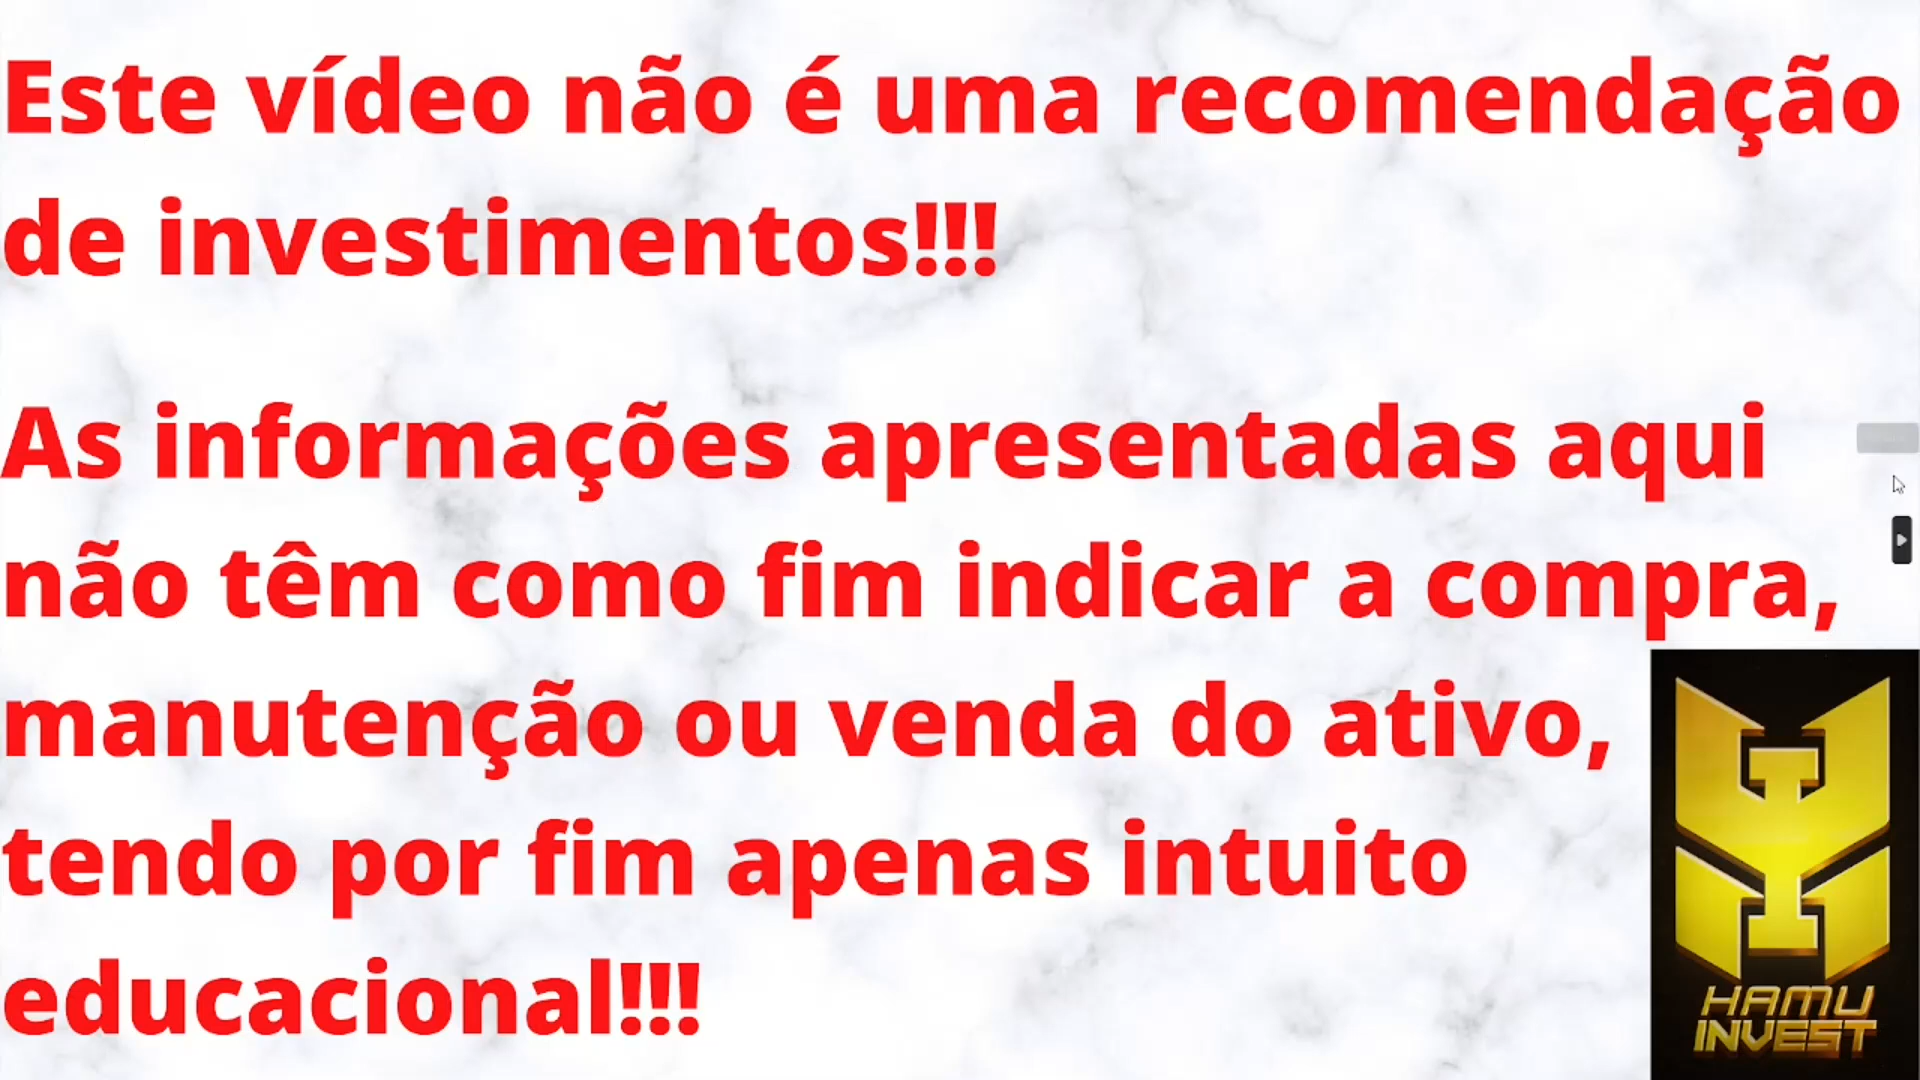 Este vídeo não é uma recomendação
de investimentos!!!
As informações apresentadas aqui
não têm como fim indicar a compra,
manutenção ou venda do ativo,
tendo por fim apenas intuito
educacional!!!
HAMU
INVEST